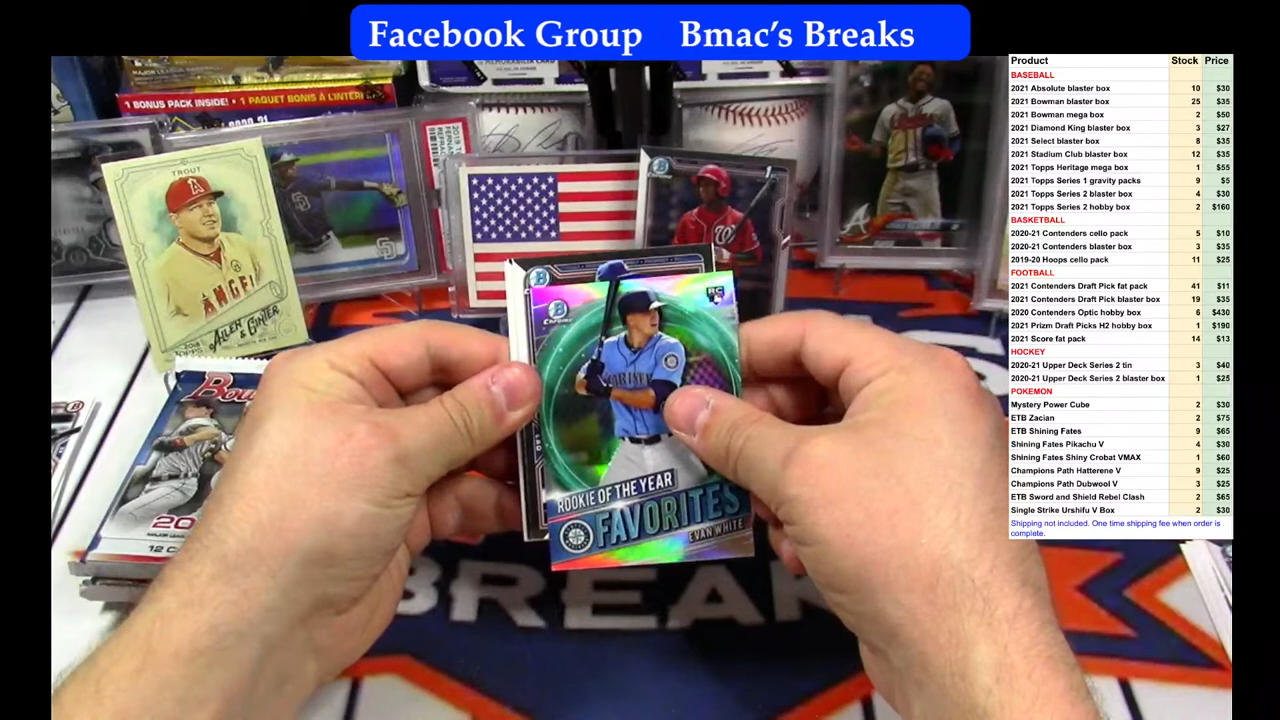 Facebook Group Bmac's Breaks
Product Stock Price
BASEBALL
2021 Absolute blaster box 10 $30
2021 Bowman blaster box 25 $35
2021 Bowman mega box 2 $50
2021 Diamond King blaster box 3 $27
2021 Select blaster box 8 $35
2021 Stadium Club blaster box 12 $35
2021 Topps Heritage mega box 1 $55
2021 Topps Series 1 gravity packs 9 $5
2021 Topps Series 2 blaster box 4 $30
2021 Topps Series 2 hobby box 2 $160
BASKETBALL
2020-21 Contenders cello pack 5 $10
2020-21 Contenders blaster box 3 $35
2019-20 Hoops cello pack 11 $25
FOOTBALL
2021 Contenders Draft Pick fat pack 41 $11
2021 Contenders Draft Pick blaster box 19 $35
2020 Contenders Optic hobby box 6 $430
2021 Prizm Draft Picks H2 hobby box 1 $190
2021 Score fat pack 14 $13
HOCKEY
2020-21 Upper Deck Series 2 tin 3 $40
2020-21 Upper Deck Series 2 blaster box 1 $25
POKEMON
Mystery Power Cube 2 $30
ETB Zacian 2 $75
ETB Shining Fates 9 $65
Shining Fates Pikachu V 4 $30
Shining Fates Shiny Crobat VMAX 1 $60
Champions Path Hatterene V 9 $25
Champions Path Dubwool V 3 $25
ETB Sword and Shield Rebel Clash 2 $65
Single Strike Urshifu V Box 2 $30
Shipping not included. One time shipping fee when order is
complete.
1 BONUS PACK INSIDE! • 1 PAQUET BONIS À L'INTÉRI
2020-21
MEMORABILIA CARD
TROUT
ANGELS
ALLEN & GINTER
Chrome
RC
ROOKIE OF THE YEAR
FAVORITES
EVAN WHITE
Bow
20
12 C
BREAK